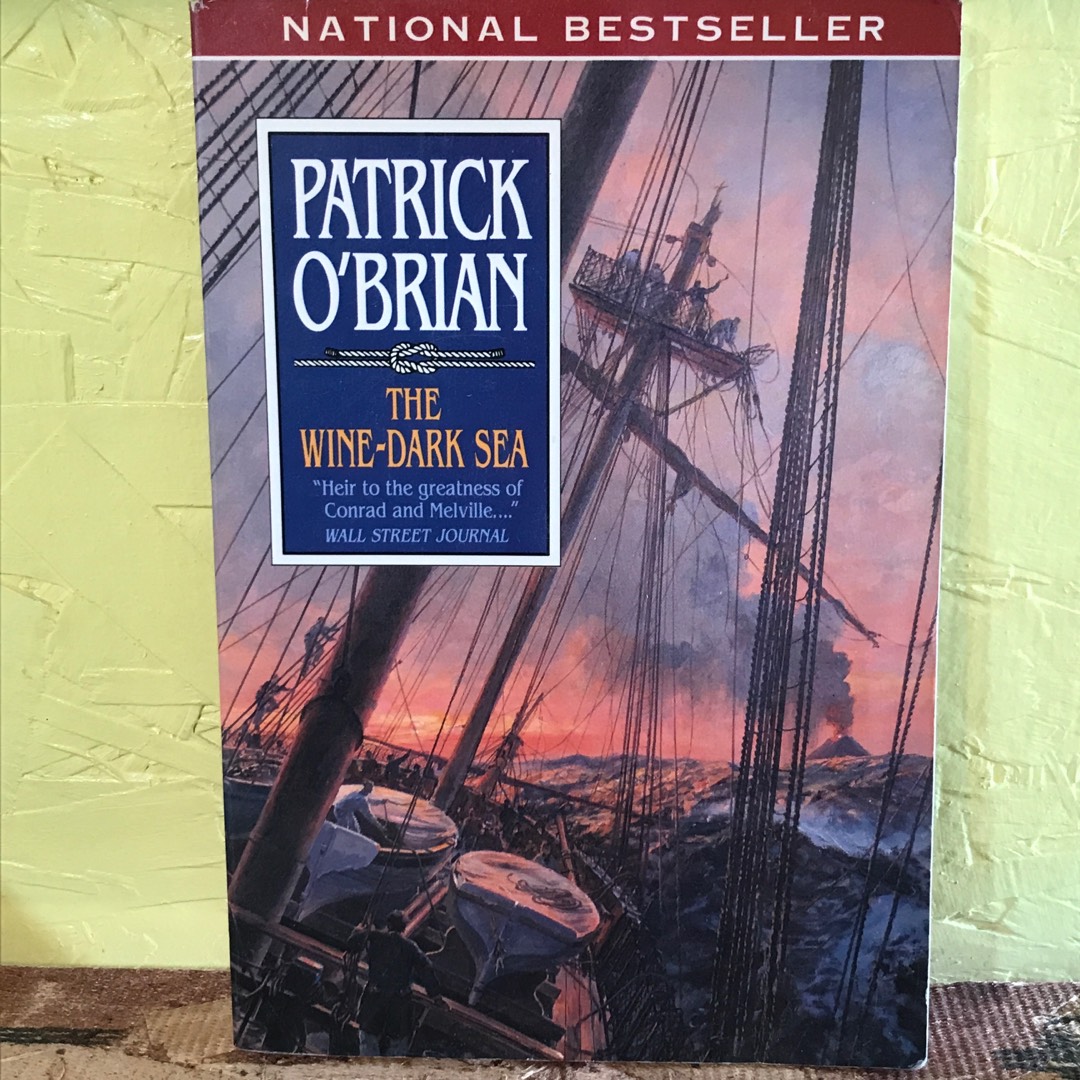 NATIONAL BESTSELLER
PATRICK
O'BRIAN
THE
WINE-DARK SEA
"Heir to the greatness of
Conrad and Melville...."
WALL STREET JOURNAL